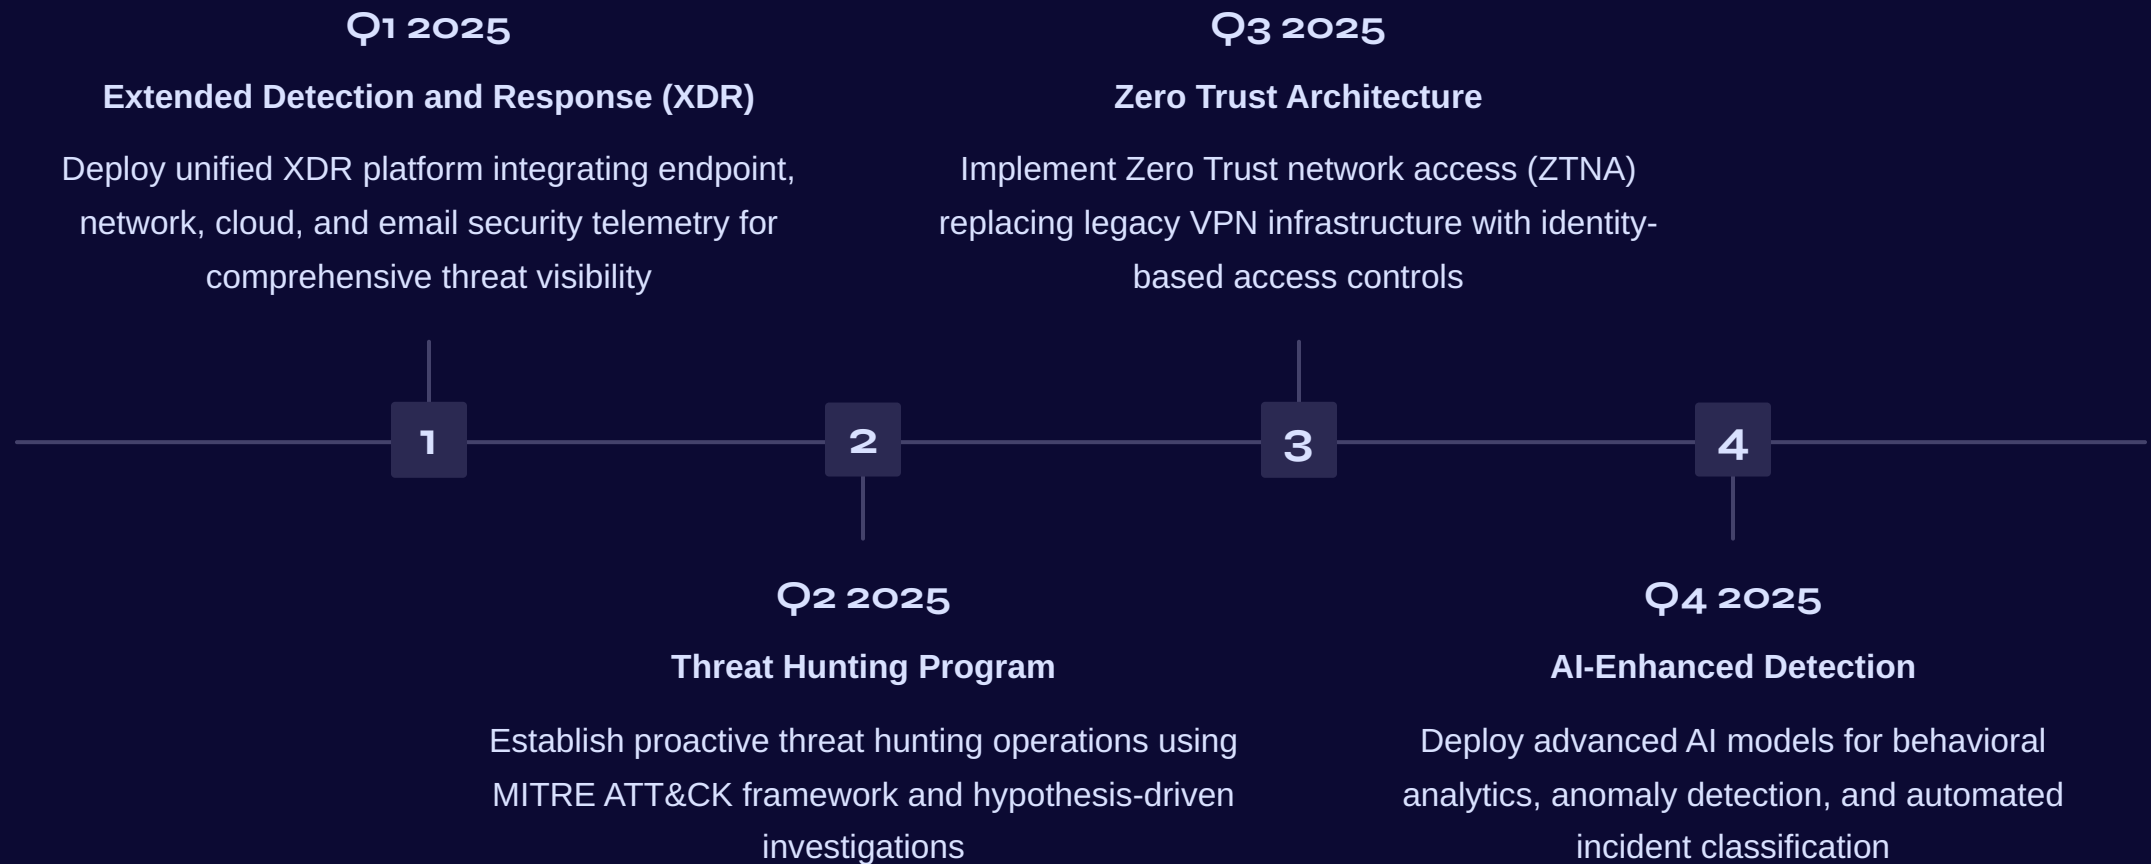 Q1 2025
Extended Detection and Response (XDR)
Deploy unified XDR platform integrating endpoint,
network, cloud, and email security telemetry for
comprehensive threat visibility
Q3 2025
Zero Trust Architecture
Implement Zero Trust network access (ZTNA)
replacing legacy VPN infrastructure with identity-
based access controls
1
2
3
4
Q2 2025
Threat Hunting Program
Establish proactive threat hunting operations using
MITRE ATT&CK framework and hypothesis-driven
investigations
Q4 2025
AI-Enhanced Detection
Deploy advanced AI models for behavioral
analytics, anomaly detection, and automated
incident classification